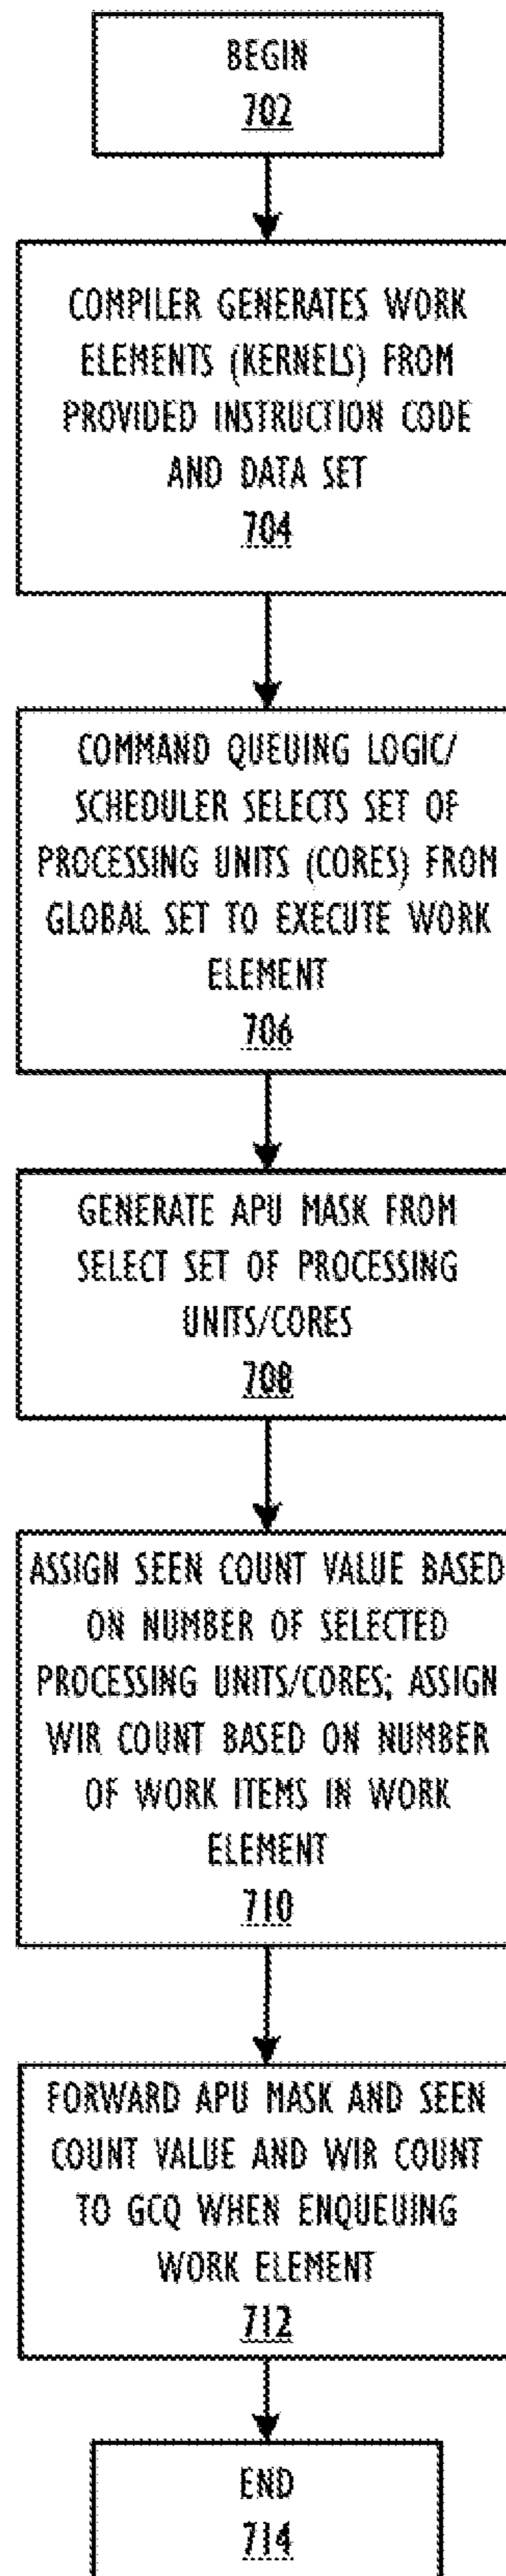 BEGIN
702
COMPILER GENERATES WORK
ELEMENTS (KERNELS) FROM
PROVIDED INSTRUCTION CODE
AND DATA SET
704
COMMAND QUEUING LOGIC/
SCHEDULER SELECTS SET OF
PROCESSING UNITS (CORES) FROM
GLOBAL SET TO EXECUTE WORK
ELEMENT
706
GENERATE APU MASK FROM
SELECT SET OF PROCESSING
UNITS/CORES
708
ASSIGN SEEN COUNT VALUE BASED
ON NUMBER OF SELECTED
PROCESSING UNITS/CORES; ASSIGN
WIR COUNT BASED ON NUMBER
OF WORK ITEMS IN WORK
ELEMENT
710
FORWARD APU MASK AND SEEN
COUNT VALUE AND WIR COUNT
TO GCQ WHEN ENQUEUING
WORK ELEMENT
712
END
714